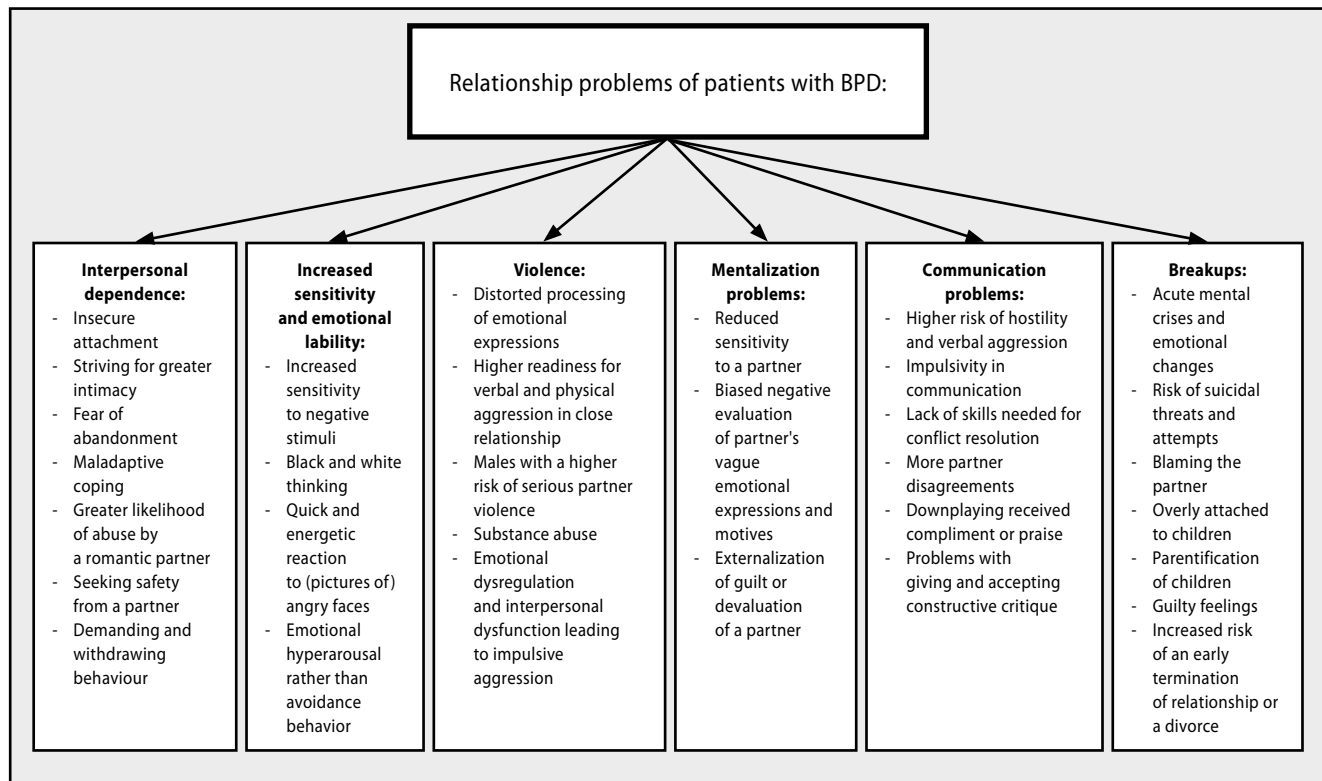 Relationship problems of patients with BPD:
Interpersonal
dependence:
- Insecure
attachment
- Striving for greater
intimacy
- Fear of
abandonment
- Maladaptive
coping
- Greater likelihood
of abuse by
a romantic partner
- Seeking safety
from a partner
- Demanding and
withdrawing
behaviour
Increased
sensitivity
and emotional
lability:
- Increased
sensitivity
to negative
stimuli
- Black and white
thinking
- Quick and
energetic
reaction
to (pictures of)
angry faces
- Emotional
hyperarousal
rather than
avoidance
behavior
Violence:
- Distorted processing
of emotional
expressions
- Higher readiness for
verbal and physical
aggression in close
relationship
- Males with a higher
risk of serious partner
violence
- Substance abuse
- Emotional
dysregulation
and interpersonal
dysfunction leading
to impulsive
aggression
Mentalization
problems:
- Reduced
sensitivity
to a partner
- Biased negative
evaluation
of partner's
vague
emotional
expressions and
motives
- Externalization
of guilt or
devaluation
of a partner
Communication
problems:
- Higher risk of hostility
and verbal aggression
- Impulsivity in
communication
- Lack of skills needed for
conflict resolution
- More partner
disagreements
- Downplaying received
compliment or praise
- Problems with
giving and accepting
constructive critique
Breakups:
- Acute mental
crises and
emotional
changes
- Risk of suicidal
threats and
attempts
- Blaming the
partner
- Overly attached
to children
- Parentification
of children
- Guilty feelings
- Increased risk
of an early
termination
of relationship or
a divorce